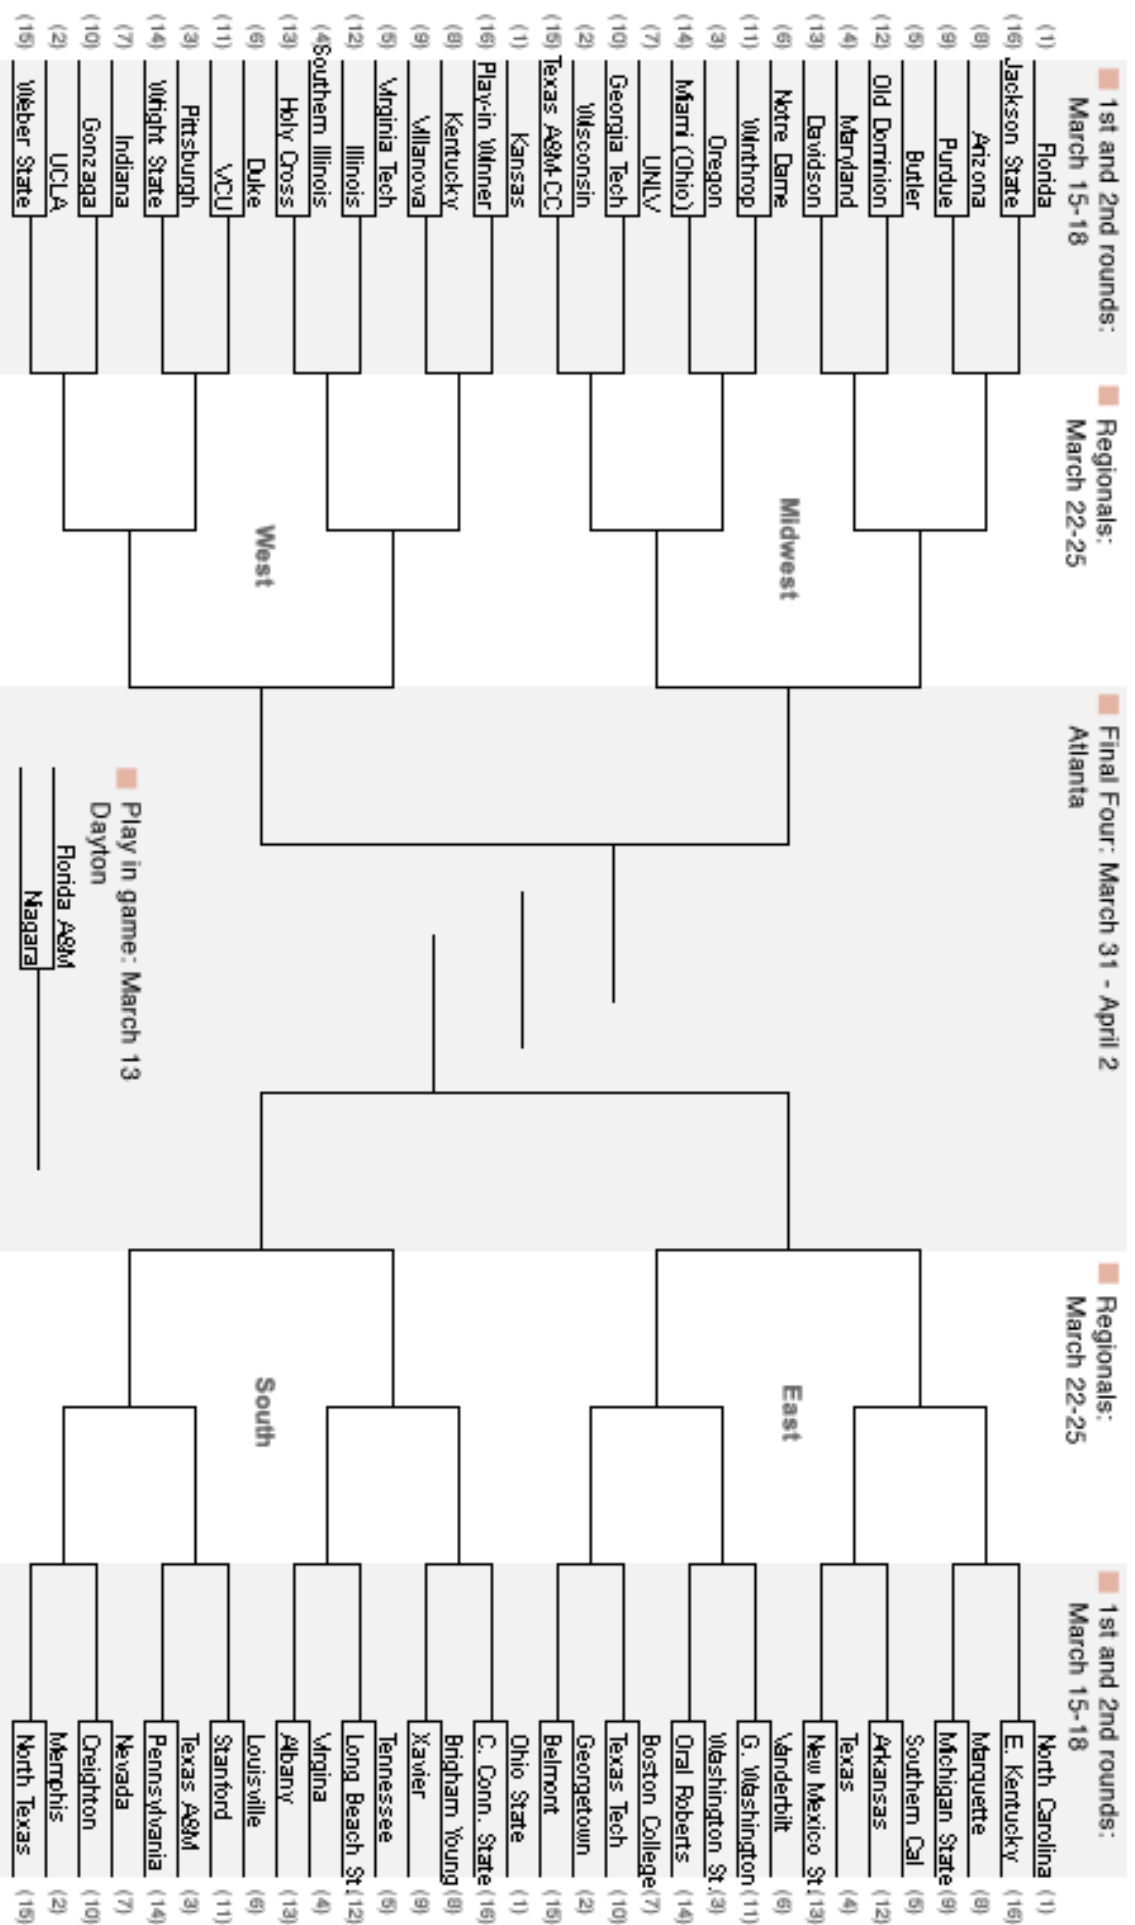 1st and 2nd rounds:
March 15-18
Regionals:
March 22-25
Final Four: March 31 - April 2
Atlanta
Regionals:
March 22-25
1st and 2nd rounds:
March 15-18
(1) Florida
(16) Jackson State
(8) Arizona
(9) Purdue
(5) Butler
(12) Old Dominion
(4) Maryland
(13) Davidson
(6) Notre Dame
(11) Winthrop
(3) Oregon
(14) Miami (Ohio)
(7) UNLV
(10) Georgia Tech
(2) Wisconsin
(15) Texas A&M-CC
Midwest
(1) Kansas
(16) Play-in Winner
(8) Kentucky
(9) Villanova
(5) Virginia Tech
(12) Illinois
(4) Southern Illinois
(13) Holy Cross
(6) Duke
(11) VCU
(3) Pittsburgh
(14) Wright State
(7) Indiana
(10) Gonzaga
(2) UCLA
(15) Weber State
West
Play in game: March 13
Dayton
Florida A&M
Niagara
North Carolina (1)
E. Kentucky (16)
Marquette (8)
Michigan State (9)
Southern Cal (5)
Arkansas (12)
Texas (4)
New Mexico St. (13)
Vanderbilt (6)
G. Washington (11)
Washington St. (3)
Oral Roberts (14)
Boston College (7)
Texas Tech (10)
Georgetown (2)
Belmont (15)
East
Ohio State (1)
C. Conn. State (16)
Brigham Young (8)
Xavier (9)
Tennessee (5)
Long Beach St. (12)
Virginia (4)
Albany (13)
Louisville (6)
Stanford (11)
Texas A&M (3)
Pennsylvania (14)
Nevada (7)
Creighton (10)
Memphis (2)
North Texas (15)
South